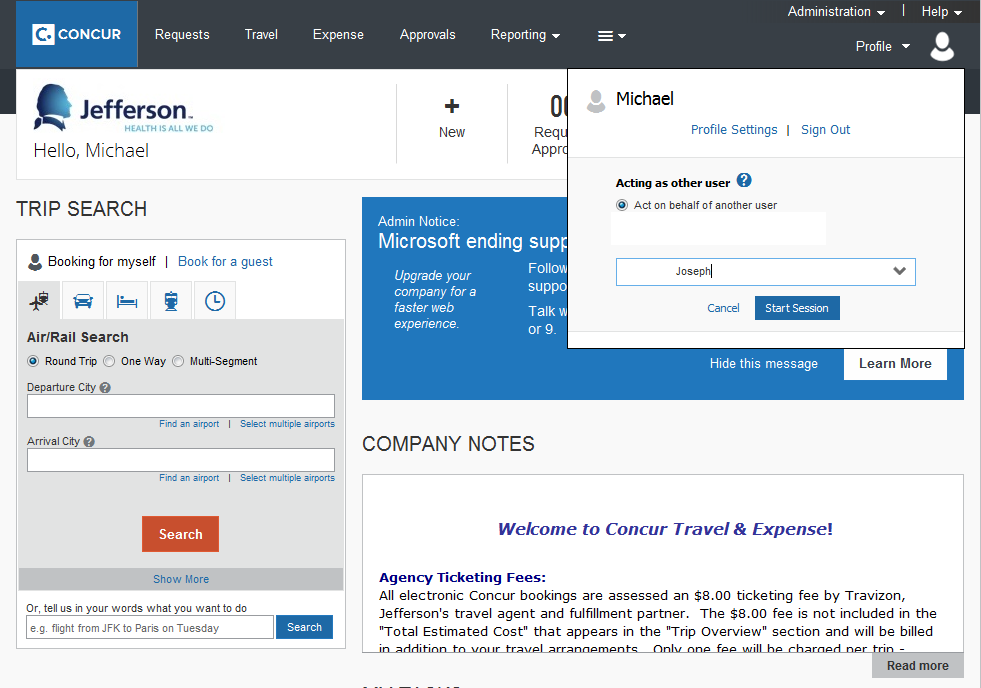 Administration | Help
C. CONCUR Requests Travel Expense Approvals Reporting
Profile
Jefferson™
HEALTH IS ALL WE DO
Hello, Michael
New
00
Requ
Appro
Michael
Profile Settings | Sign Out
Acting as other user ?
Act on behalf of another user
Joseph
Cancel Start Session
TRIP SEARCH
Booking for myself | Book for a guest
Air/Rail Search
Round Trip One Way Multi-Segment
Departure City ?
Find an airport | Select multiple airports
Arrival City ?
Find an airport | Select multiple airports
Search
Show More
Or, tell us in your words what you want to do
e.g. flight from JFK to Paris on Tuesday Search
Admin Notice:
Microsoft ending supp
Upgrade your
company for a
faster web
experience.
Follow
suppo
Talk w
or 9.
Hide this message Learn More
COMPANY NOTES
Welcome to Concur Travel & Expense!
Agency Ticketing Fees:
All electronic Concur bookings are assessed an $8.00 ticketing fee by Travizon,
Jefferson's travel agent and fulfillment partner. The $8.00 fee is not included in the
"Total Estimated Cost" that appears in the "Trip Overview" section and will be billed
in addition to your travel arrangements. Only one fee will be charged per trip -
Read more